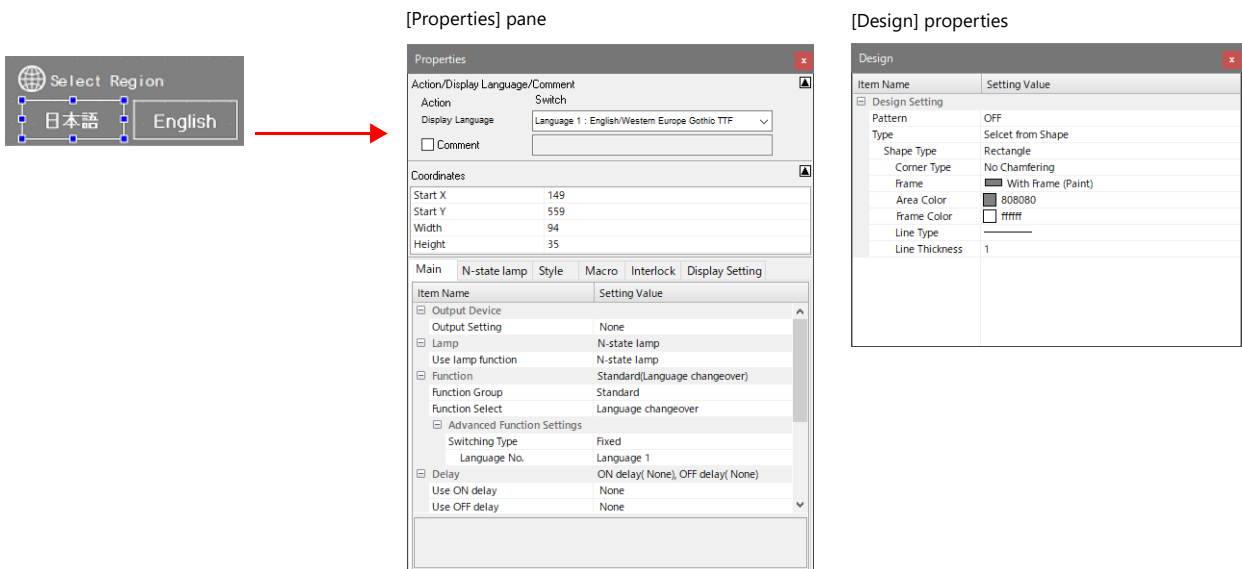 [Properties] pane
[Design] properties
Select Region
日本語
English
Properties
x
Action/Display Language/Comment
Action
Switch
Display Language
Language 1 : English/Western Europe Gothic TTF
Comment
Coordinates
Start X 149
Start Y 559
Width 94
Height 35
Main N-state lamp Style Macro Interlock Display Setting
Item Name Setting Value
Output Device
Output Setting None
Lamp N-state lamp
Use lamp function N-state lamp
Function Standard(Language changeover)
Function Group Standard
Function Select Language changeover
Advanced Function Settings
Switching Type Fixed
Language No. Language 1
Delay ON delay( None), OFF delay( None)
Use ON delay None
Use OFF delay None
Design
x
Item Name Setting Value
Design Setting
Pattern OFF
Type Selcet from Shape
Shape Type Rectangle
Corner Type No Chamfering
Frame With Frame (Paint)
Area Color 808080
Frame Color ffffff
Line Type
Line Thickness 1